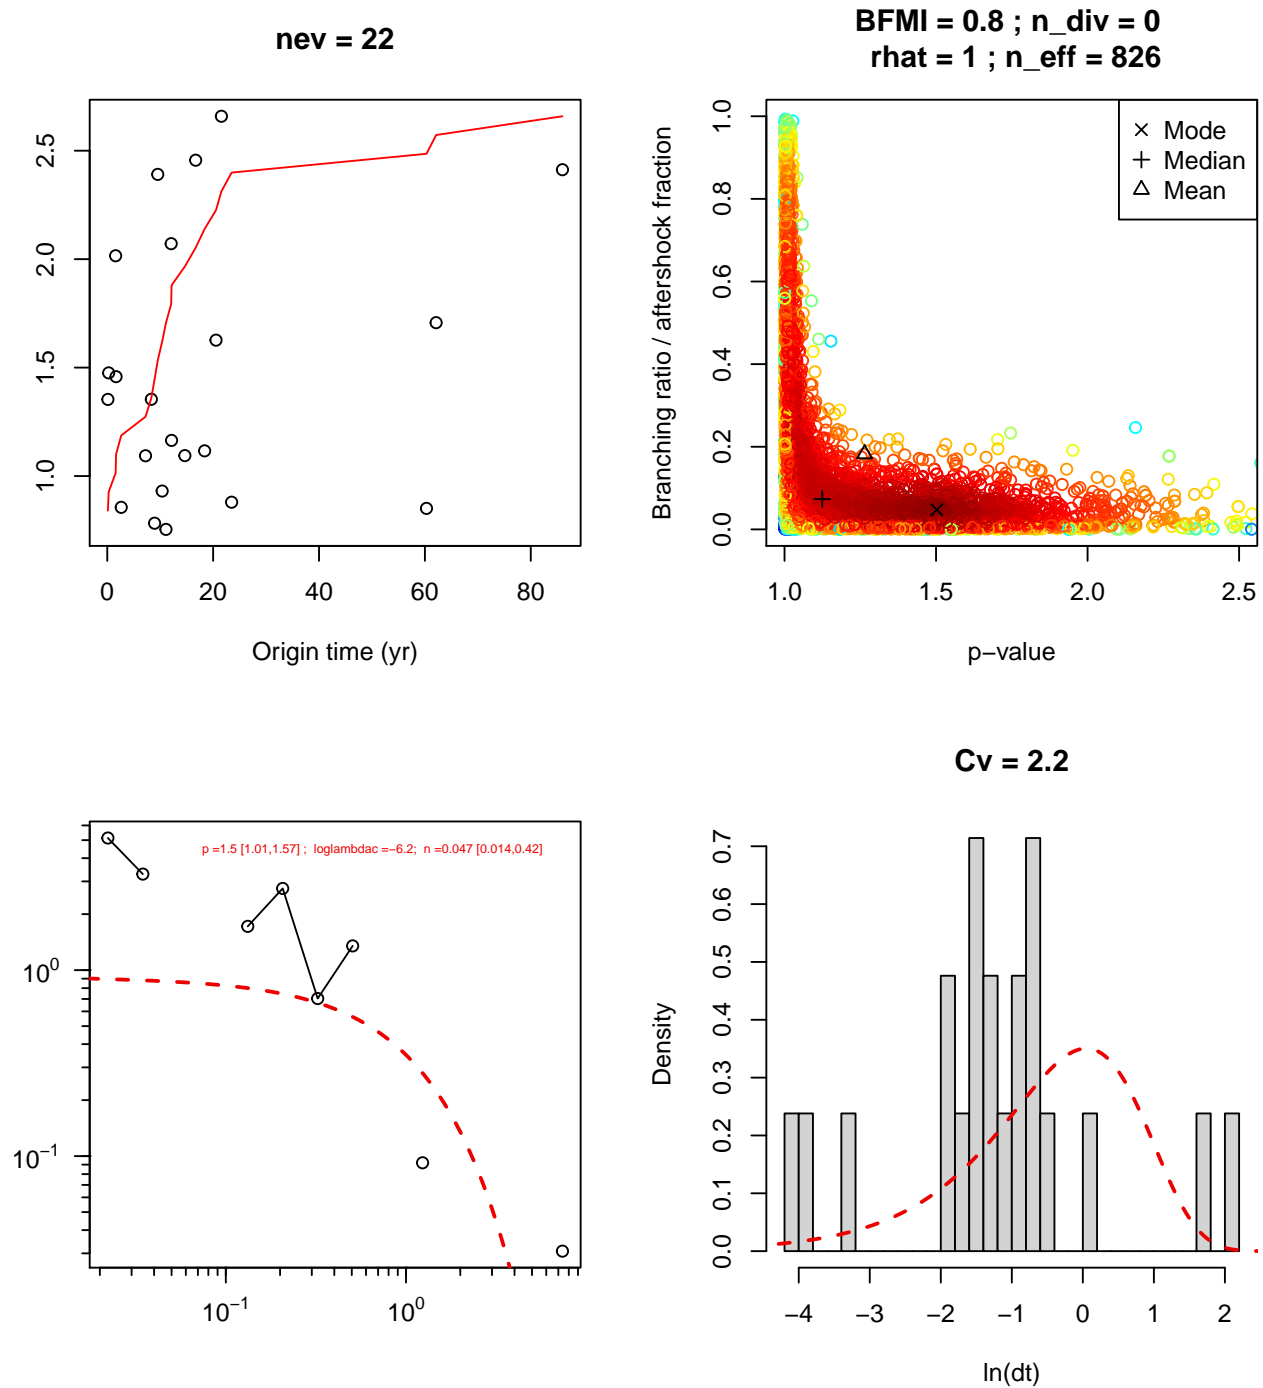 nev = 22
2.5
2.0
1.5
1.0
0 20 40 60 80
Origin time (yr)
BFMI = 0.8 ; n_div = 0
rhat = 1 ; n_eff = 826
Branching ratio / aftershock fraction
1.0
0.8
0.6
0.4
0.2
0.0
Mode
Median
Mean
1.0 1.5 2.0 2.5
p−value
p =1.5 [1.01,1.57] ; loglambdac =−6.2; n =0.047 [0.014,0.42]
10⁰
10⁻¹
10⁻¹ 10⁰
Cv = 2.2
Density
0.7
0.6
0.5
0.4
0.3
0.2
0.1
0.0
−4 −3 −2 −1 0 1 2
ln(dt)